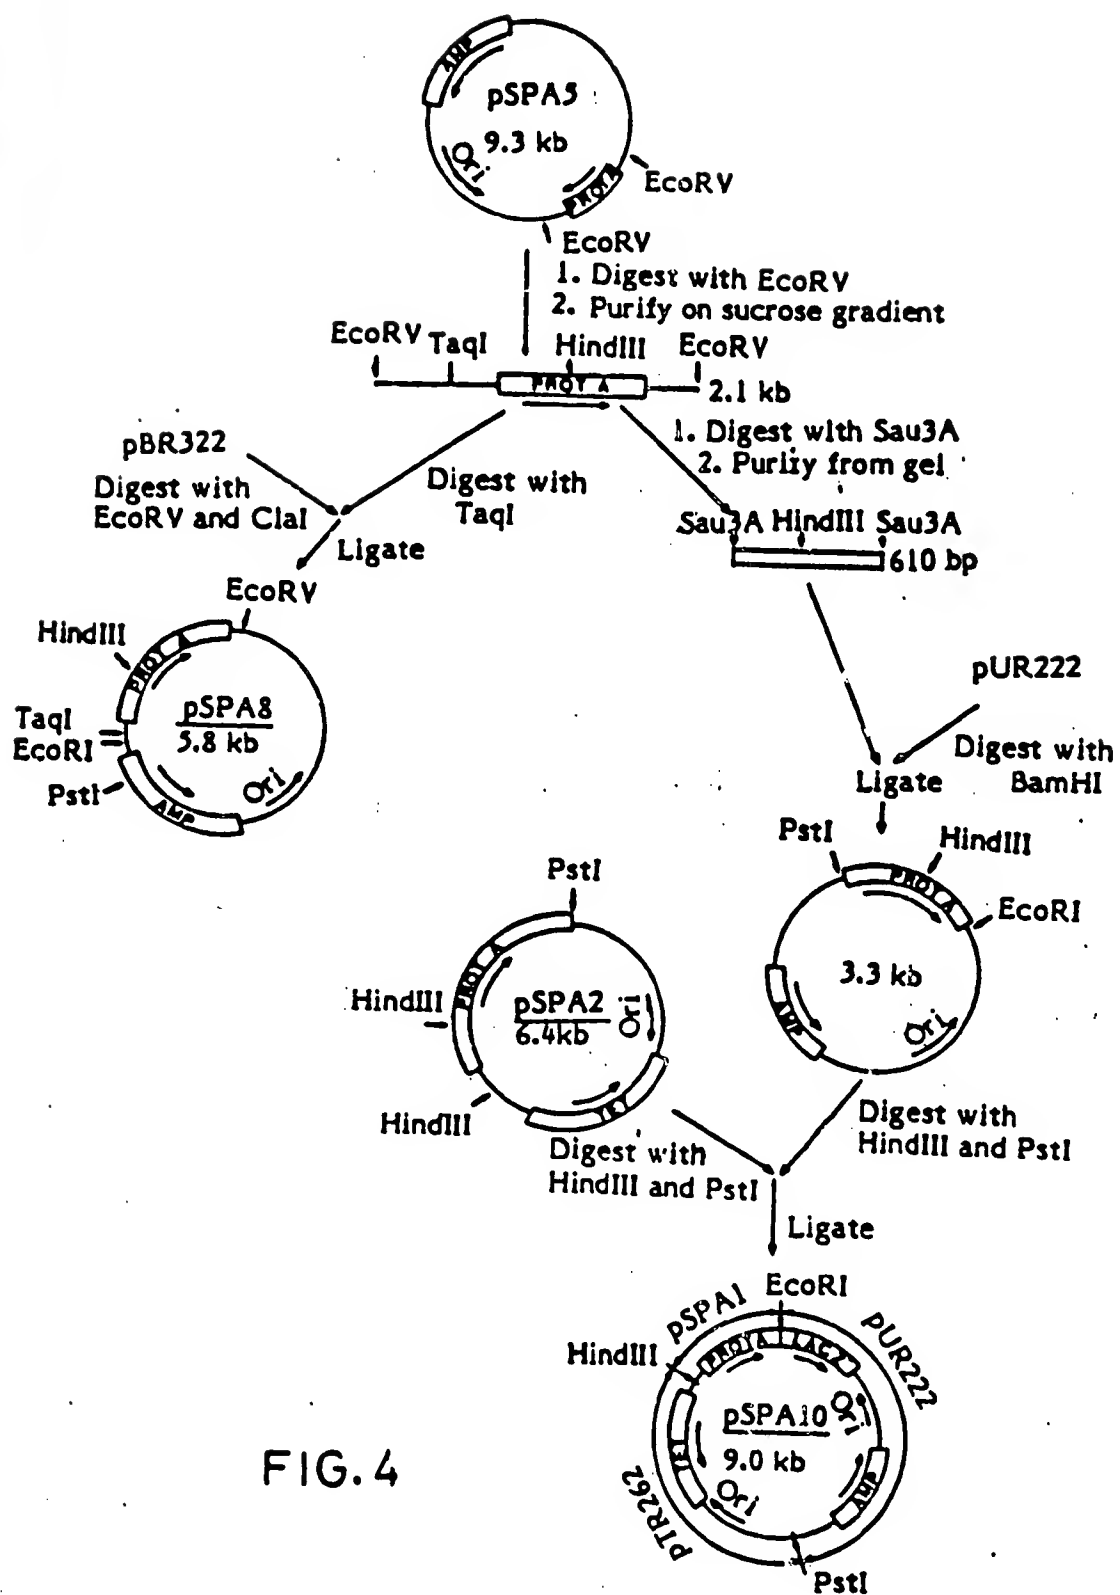 AMP
pSPA5
9.3 kb
Ori
PROT A
EcoRV
EcoRV
1. Digest with EcoRV
2. Purify on sucrose gradient
EcoRV TaqI HindIII EcoRV
PROT A
2.1 kb
pBR322
Digest with
EcoRV and ClaI
Digest with
TaqI
1. Digest with Sau3A
2. Purify from gel
Ligate
Sau3A HindIII Sau3A
610 bp
EcoRV
HindIII
PROT A
pSPA8
5.8 kb
TaqI
EcoRI
PstI
AMP
Ori
pUR222
Digest with
BamHI
Ligate
PstI
HindIII
PROT A
EcoRI
3.3 kb
AMP
Ori
PstI
PROT A
HindIII
pSPA2
6.4kb
Ori
HindIII
TET
Digest with
HindIII and PstI
Digest with
HindIII and PstI
Ligate
EcoRI
pSPA1
pUR222
HindIII
PROT A
LAC Z
pSPA10
9.0 kb
Ori
TET
AMP
Ori
pTR262
PstI
FIG. 4